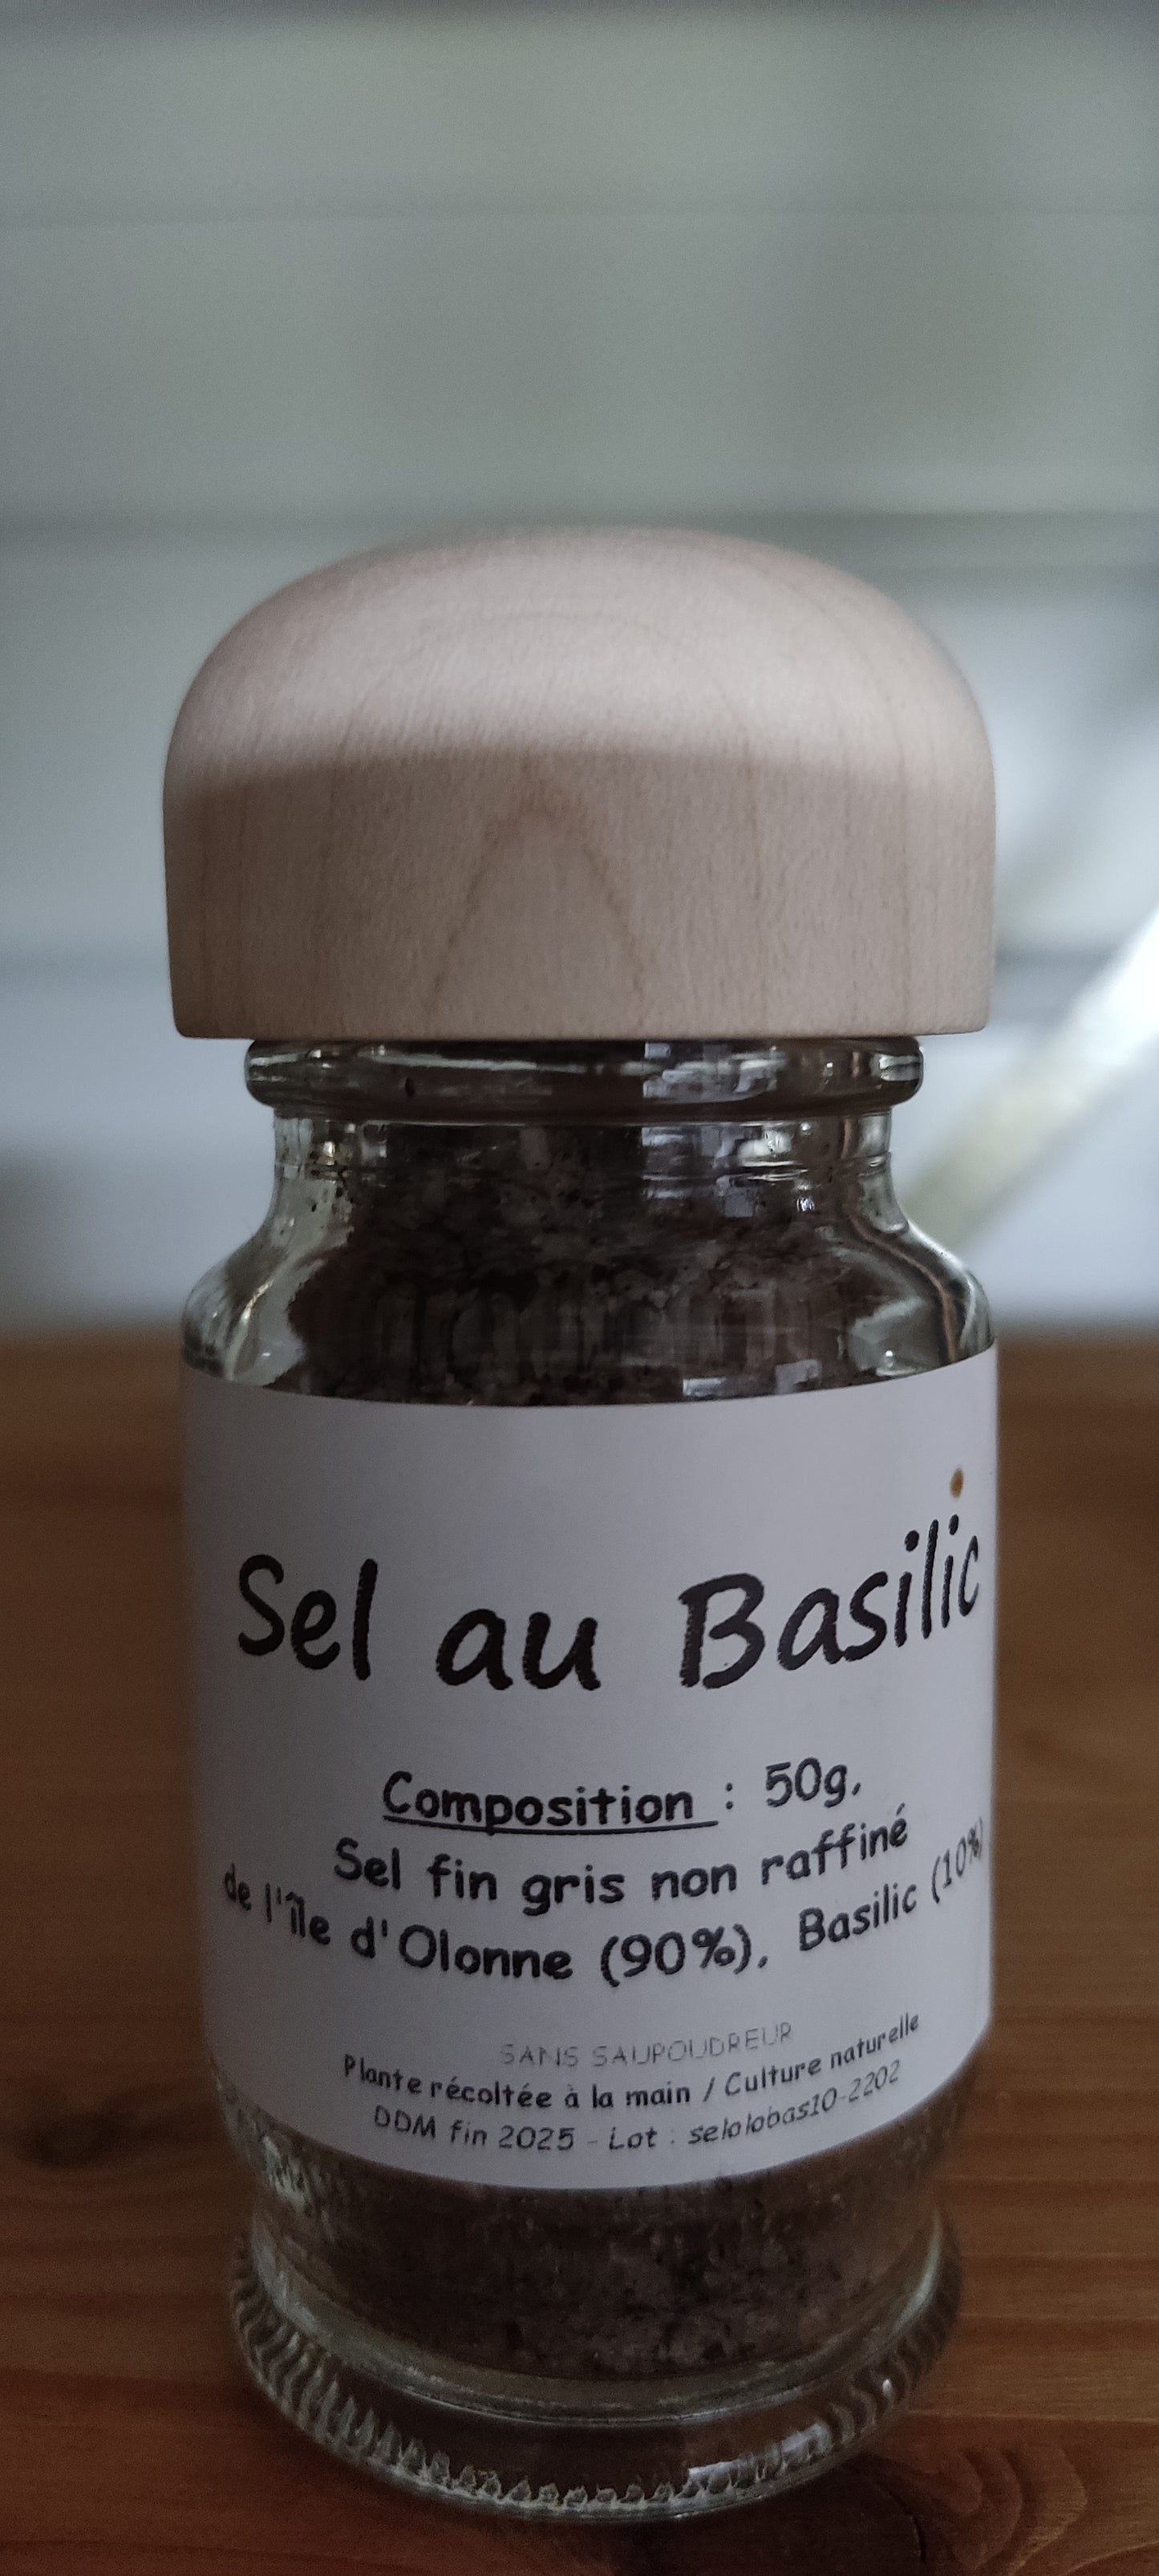 Sel au Basilic
Composition : 50g.
Sel fin gris non raffiné
de l'île d'Olonne (90%), Basilic (10%)
SANS SAUPOUDREUR
Plante récoltée à la main / Culture naturelle
DDM fin 2025 - Lot : selolobas10-2202